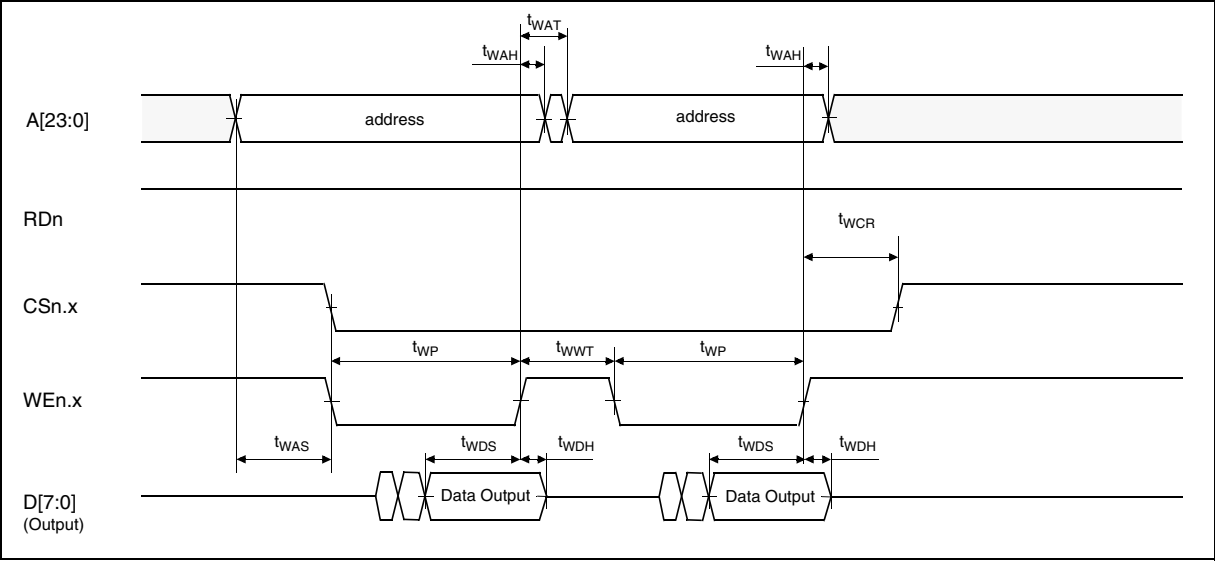 tWAT
tWAH
tWAH
A[23:0]
address
address
RDn
tWCR
CSn.x
tWP
tWWT
tWP
WEn.x
tWAS
tWDS
tWDH
tWDS
tWDH
D[7:0]
(Output)
Data Output
Data Output